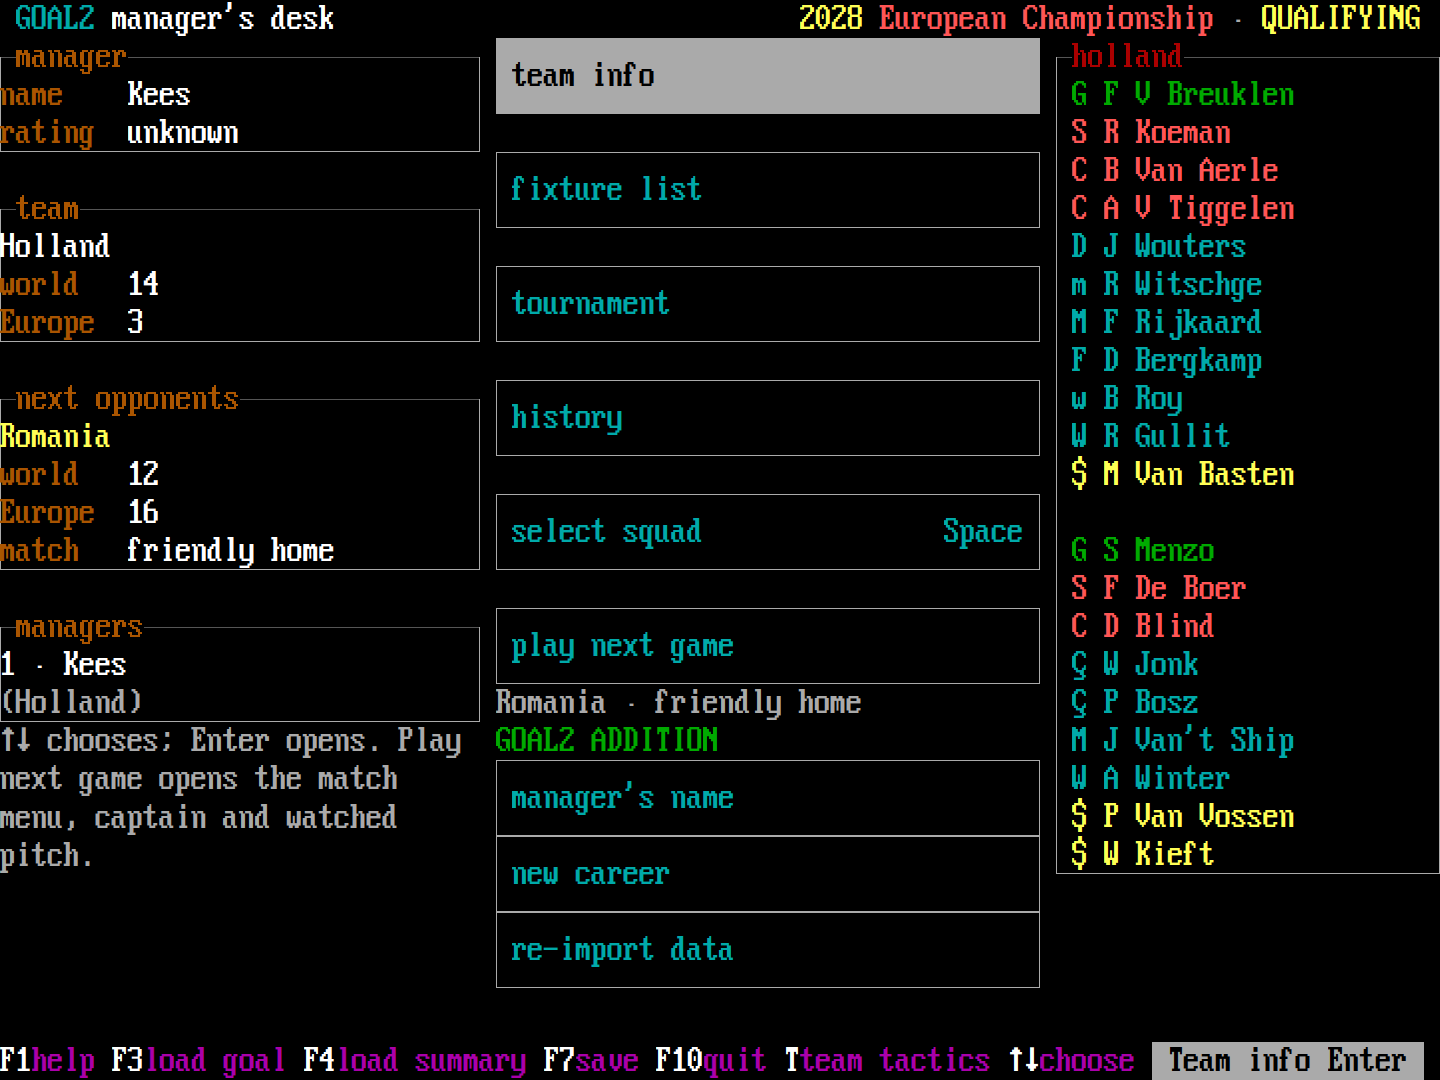 GOAL2 manager's desk
2028 European Championship · QUALIFYING
manager
name Kees
rating unknown
team
Holland
world 14
Europe 3
next opponents
Romania
world 12
Europe 16
match friendly home
managers
1 · Kees
(Holland)
↑↓ chooses; Enter opens. Play
next game opens the match
menu, captain and watched
pitch.
team info
fixture list
tournament
history
select squad Space
play next game
Romania · friendly home
GOAL2 ADDITION
manager's name
new career
re-import data
holland
G F V Breuklen
S R Koeman
C B Van Aerle
C A V Tiggelen
D J Wouters
m R Witschge
M F Rijkaard
F D Bergkamp
w B Roy
W R Gullit
$ M Van Basten
G S Menzo
S F De Boer
C D Blind
Ç W Jonk
Ç P Bosz
M J Van't Ship
W A Winter
$ P Van Vossen
$ W Kieft
F1help F3load goal F4load summary F7save F10quit Tteam tactics ↑↓choose Team info Enter